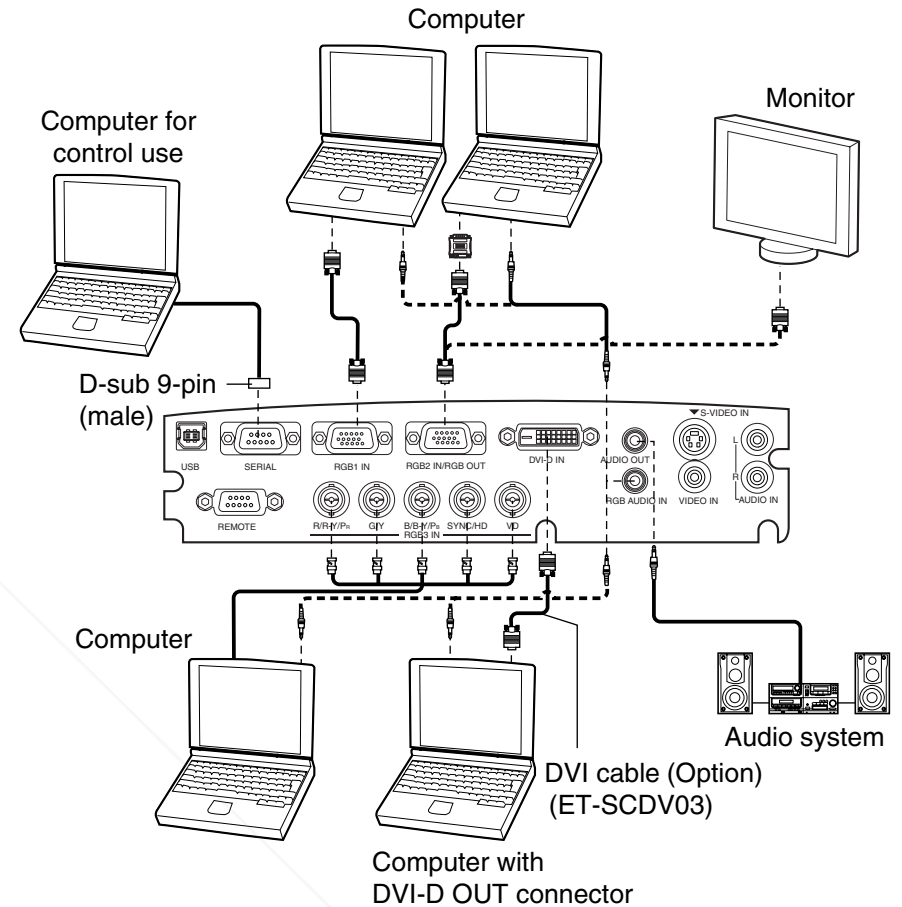 Computer
Monitor
Computer for
control use
D-sub 9-pin
(male)
S-VIDEO IN
L
USB
SERIAL
RGB1 IN
RGB2 IN/RGB OUT
DVI-D IN
AUDIO OUT
R
RGB AUDIO IN
VIDEO IN
AUDIO IN
REMOTE
R/R-Y/PR
G/Y
B/B-Y/PB
SYNC/HD
VD
RGB3 IN
Computer
Audio system
DVI cable (Option)
(ET-SCDV03)
Computer with
DVI-D OUT connector